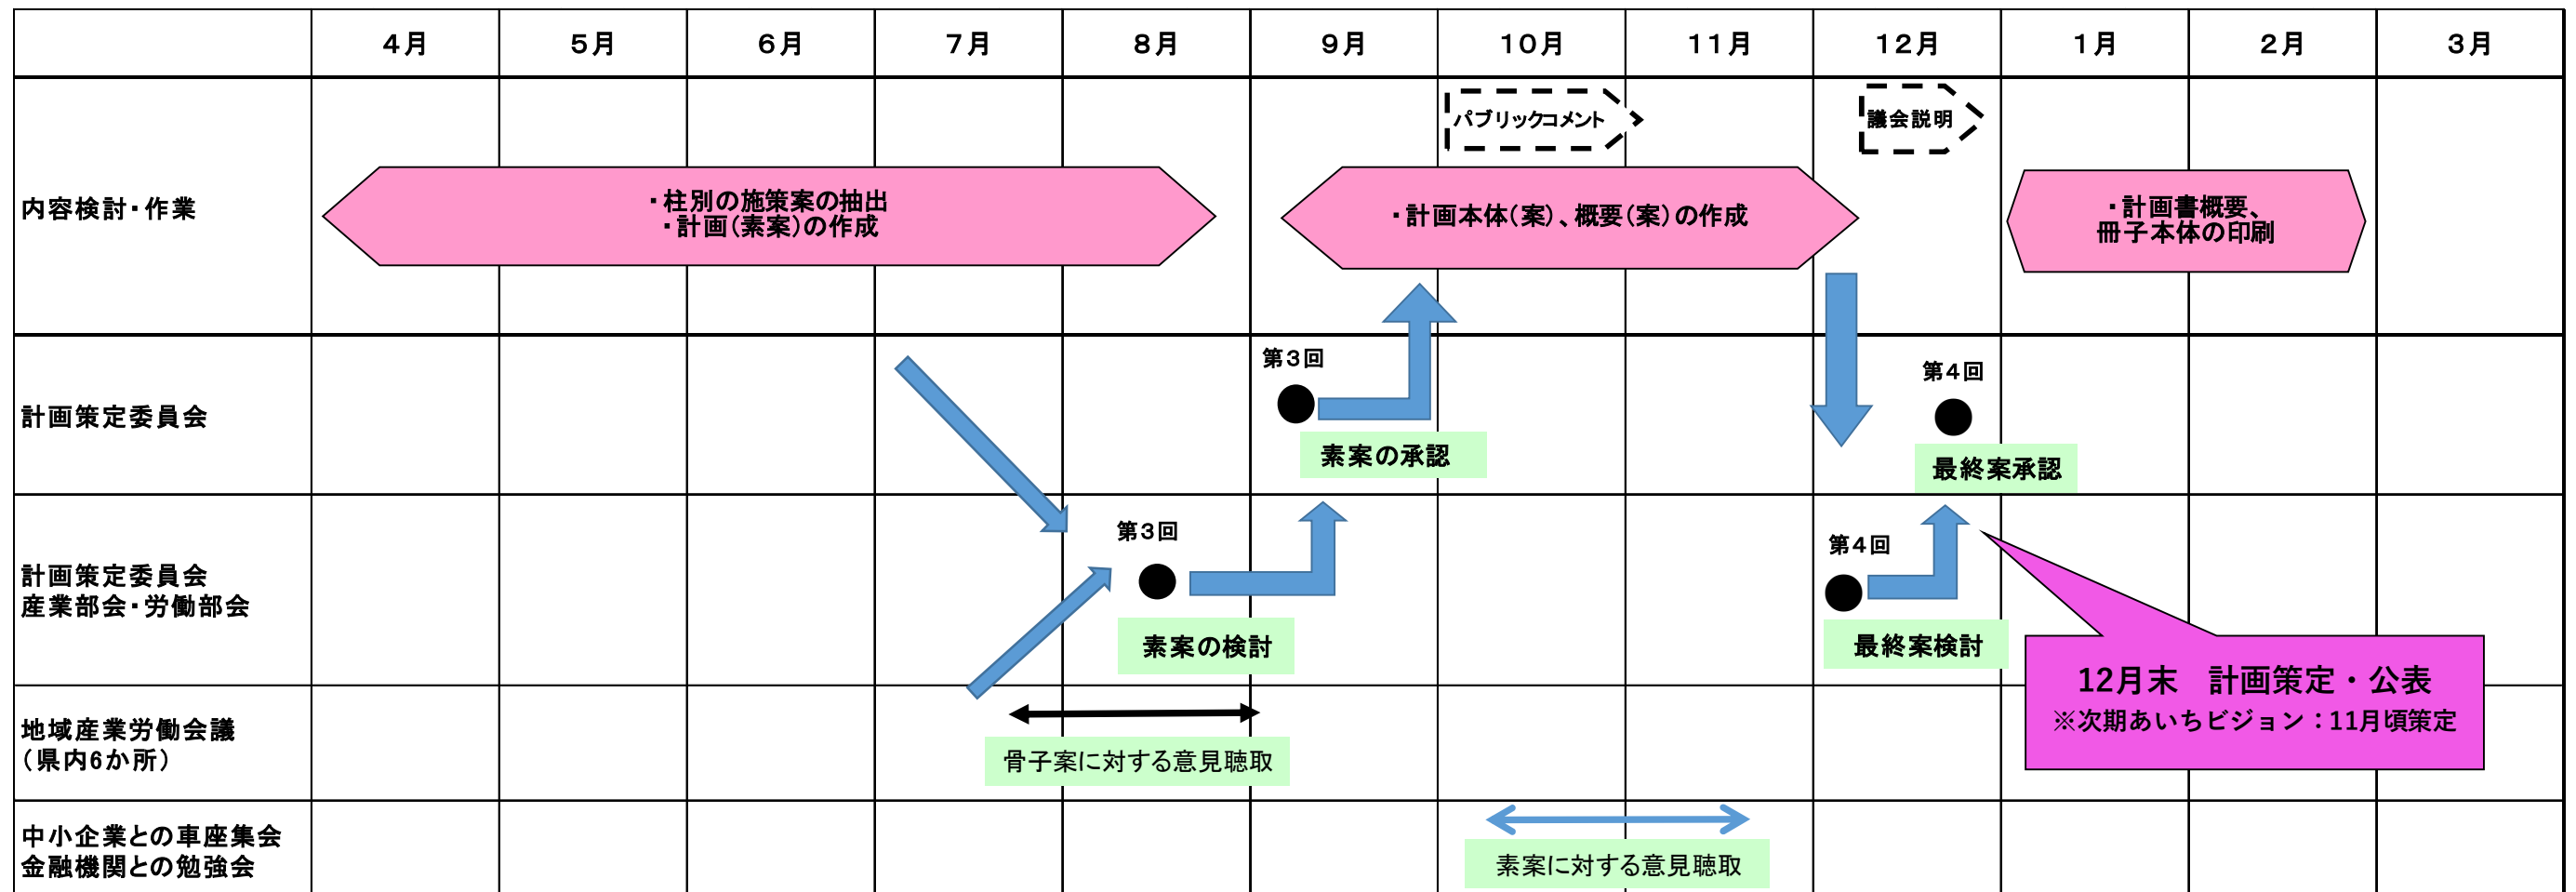 4月 5月 6月 7月 8月 9月 10月 11月 12月 1月 2月 3月
パブリックコメント
議会説明
内容検討・作業
・柱別の施策案の抽出
・計画(素案)の作成
・計画本体(案)、概要(案)の作成
・計画書概要、
冊子本体の印刷
計画策定委員会
第3回
素案の承認
第4回
最終案承認
計画策定委員会
産業部会・労働部会
第3回
素案の検討
第4回
最終案検討
12月末　計画策定・公表
※次期あいちビジョン：11月頃策定
地域産業労働会議
(県内6か所)
骨子案に対する意見聴取
中小企業との車座集会
金融機関との勉強会
素案に対する意見聴取